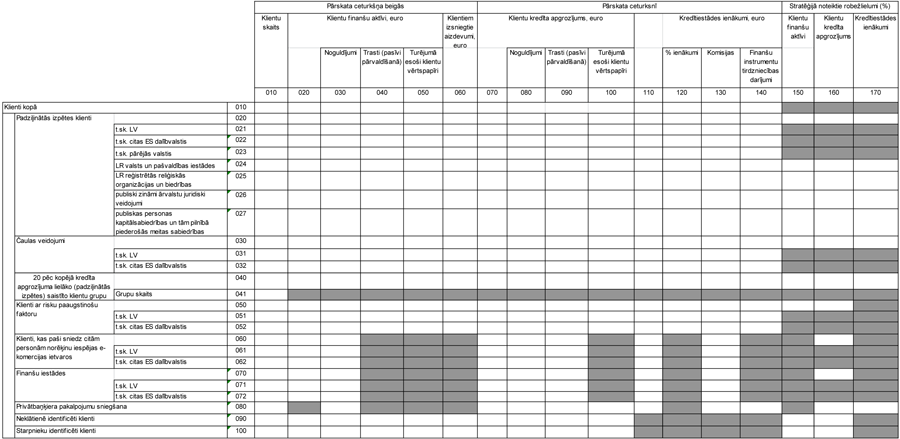 Pārskata ceturkšņa beigās
Pārskata ceturksnī
Stratēģijā noteiktie robežlielumi (%)
Klientu skaits
Klientu finanšu aktīvi, euro
Klientiem izsniegtie aizdevumi, euro
Klientu kredīta apgrozījums, euro
Kredītiestādes ienākumi, euro
Klientu finanšu aktīvi
Klientu kredīta apgrozījums
Kredītiestādes ienākumi
Noguldījumi
Trasti (pasīvi pārvaldīšanā)
Turējumā esoši klientu vērtspapīri
Noguldījumi
Trasti (pasīvi pārvaldīšanā)
Turējumā esoši klientu vērtspapīri
% ienākumi
Komisijas
Finanšu instrumentu tirdzniecības darījumi
010 020 030 040 050 060 070 080 090 100 110 120 130 140 150 160 170
Klienti kopā 010
Padziļinātās izpētes klienti 020
t.sk. LV 021
t.sk. citas ES dalībvalstis 022
t.sk. pārējās valstis 023
LR valsts un pašvaldības iestādes 024
LR reģistrētās reliģiskās organizācijas un biedrības 025
publiski zināmi ārvalstu juridiski veidojumi 026
publiskas personas kapitālsabiedrības un tām pilnībā piederošās meitas sabiedrības 027
Čaulas veidojumi 030
t.sk. LV 031
t.sk. citas ES dalībvalstis 032
20 pēc kopējā kredīta apgrozījuma lielāko (padziļinātās izpētes) saistīto klientu grupu 040
Grupu skaits 041
Klienti ar risku paaugstinošu faktoru 050
t.sk. LV 051
t.sk. citas ES dalībvalstis 052
Klienti, kas paši sniedz citām personām norēķinu iespējas e-komercijas ietvaros 060
t.sk. LV 061
t.sk. citas ES dalībvalstis 062
Finanšu iestādes 070
t.sk. LV 071
t.sk. citas ES dalībvalstis 072
Privātbaņķiera pakalpojumu sniegšana 080
Neklātienē identificēti klienti 090
Starpnieku identificēti klienti 100